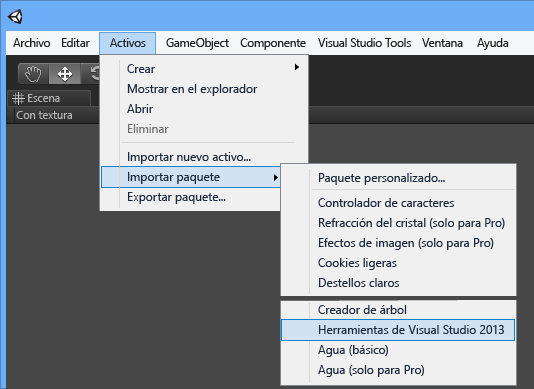 Archivo Editar Activos GameObject Componente Visual Studio Tools Ventana Ayuda
Escena
Con textura
Crear
Mostrar en el explorador
Abrir
Eliminar
Importar nuevo activo...
Importar paquete
Exportar paquete...
Paquete personalizado...
Controlador de caracteres
Refracción del cristal (solo para Pro)
Efectos de imagen (solo para Pro)
Cookies ligeras
Destellos claros
Creador de árbol
Herramientas de Visual Studio 2013
Agua (básico)
Agua (solo para Pro)